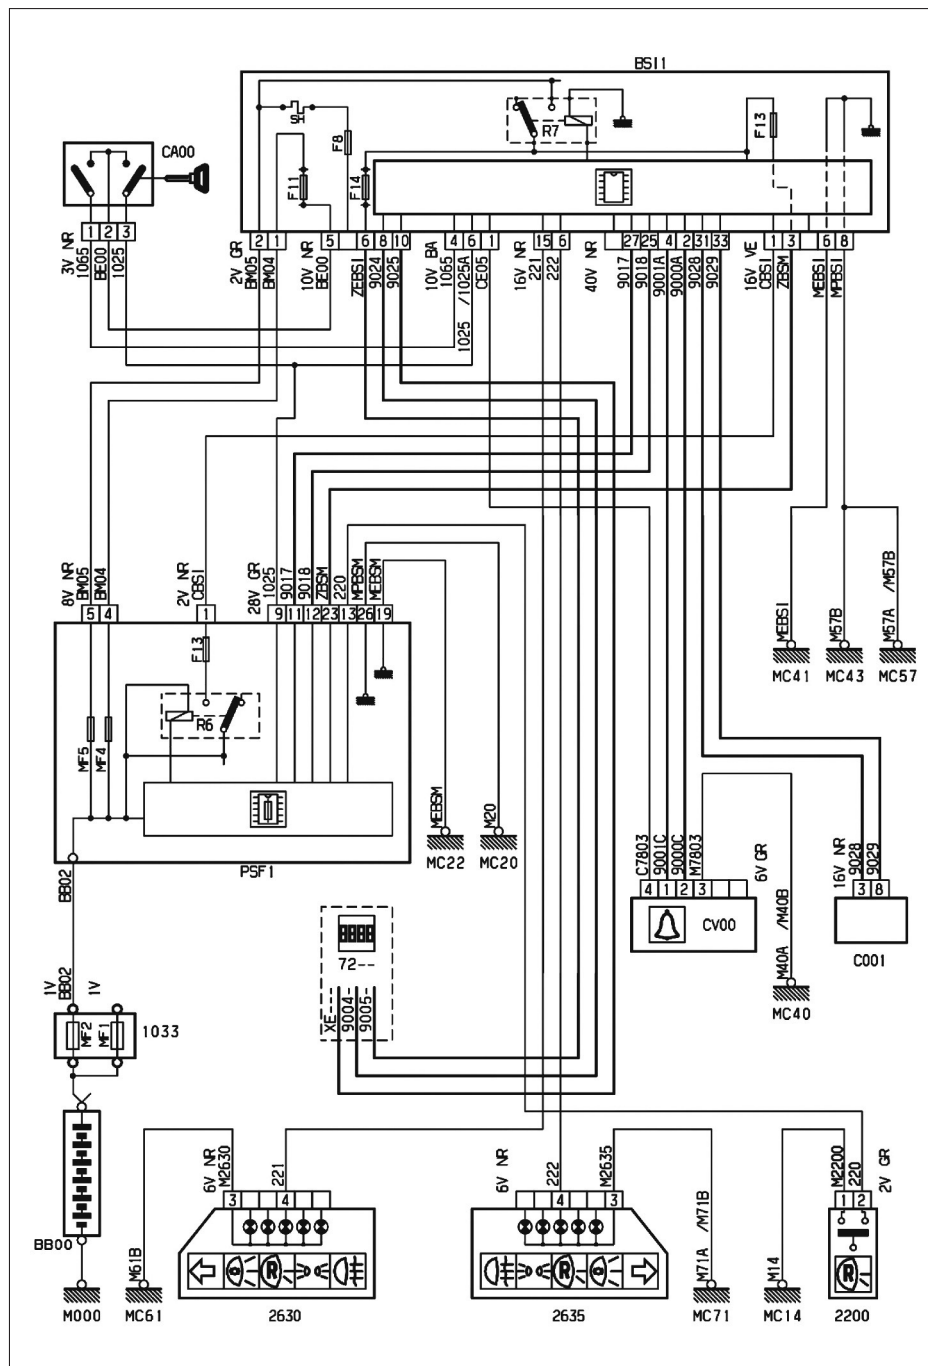 BSI1
CA00
SH
F8
R7
F13
F11
F14
1 2 3
2 1
5
6 8 10
4 6 1
15 6
27 25 4 2 31 33
1 3
6 8
3V NR
1065
BE00
1025
2V GR
BM05
BM04
10V NR
BE00
ZEBSI
9024
9025
10V BA
1065
1025 /1025A
CE05
16V NR
221
222
40V NR
9017
9018
9001A
9000A
9028
9029
16V VE
CBSI
ZBSM
MEBSI
MPBSI
8V NR
BM05
BM04
2V NR
CBSI
28V GR
1025
9017
9018
ZBSM
220
MPBSM
MEBSM
5 4
1
9 11 12 23 13 26 19
F13
R6
MF5
MF4
PSF1
MEBSI
M57B
M57A /M57B
MC41
MC43
MC57
MEBSM
M20
MC22
MC20
C7803
9001C
9000C
M7803
6V GR
4 1 2 3
CV00
16V NR
9028
9029
3 8
C001
M40A /M40B
MC40
BB02
1V
BB02
1V
MF2
MF1
1033
72--
XE----
9004
9005-
BB00
M000
M61B
MC61
6V NR
M2630
221
3
4
R
2630
6V NR
222
M2635
4
3
R
2635
M71A /M71B
MC71
M14
MC14
M2200
220
2V GR
1 2
R
2200